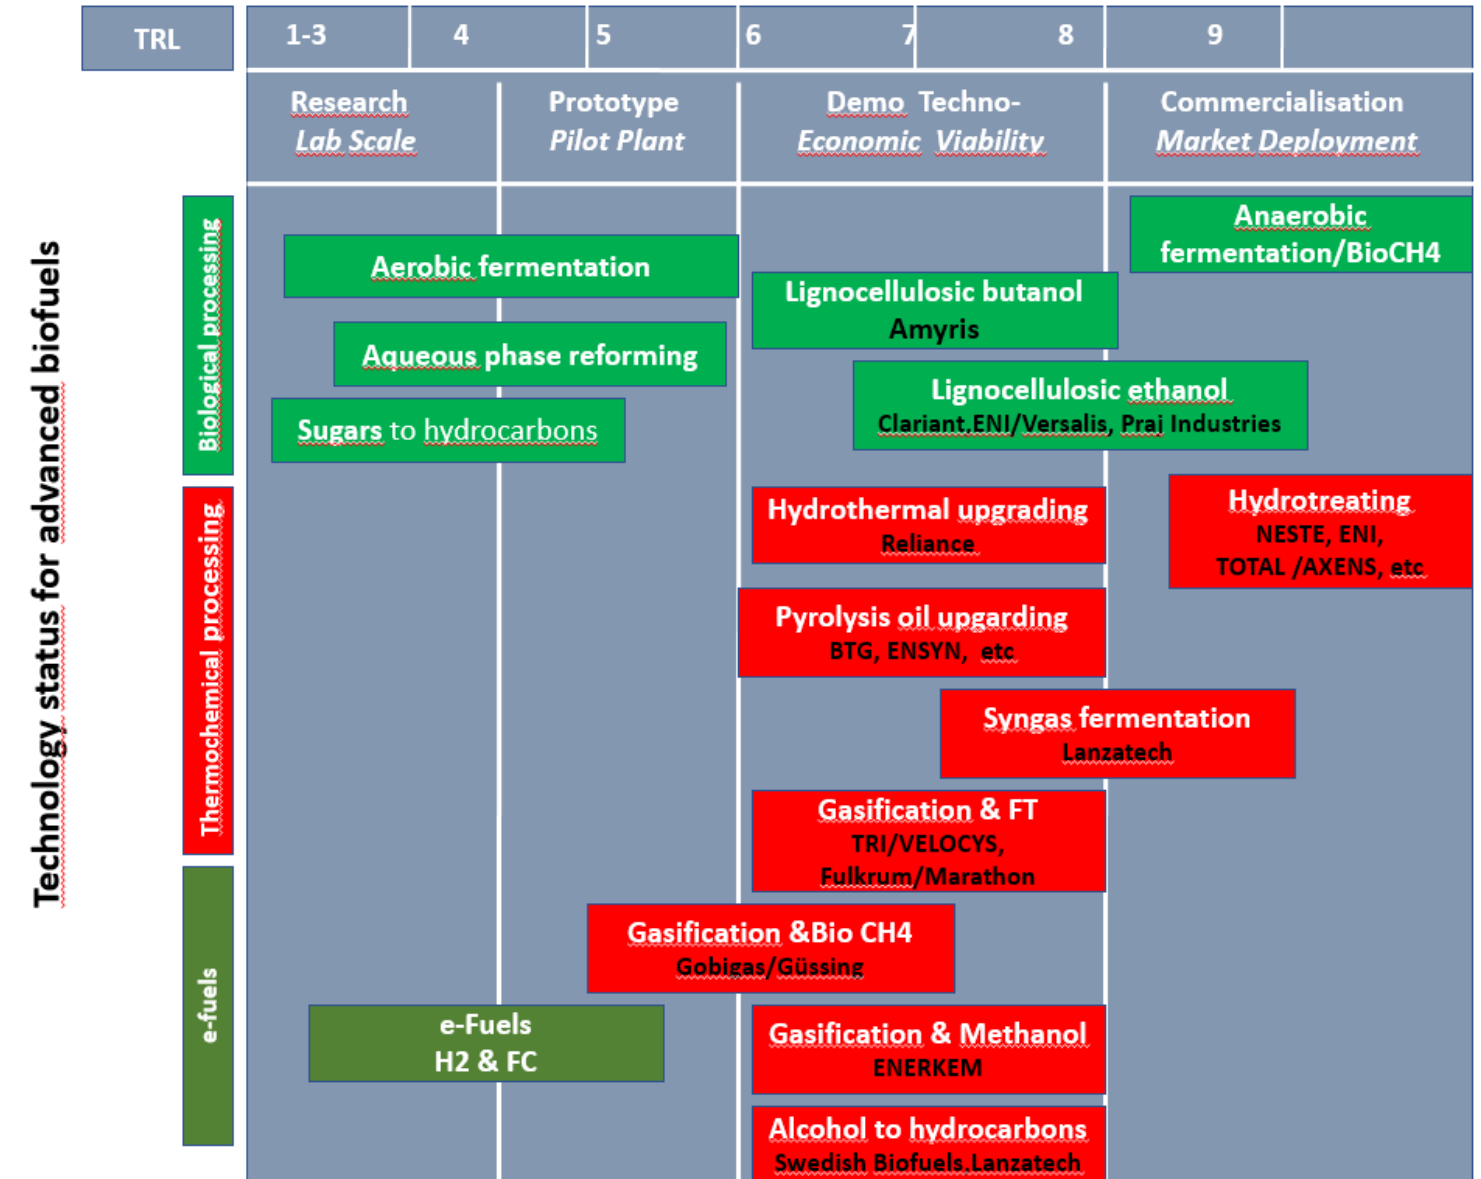 TRL
1-3 4 5 6 7 8 9
Research
Lab Scale
Prototype
Pilot Plant
Demo Techno-
Economic Viability
Commercialisation
Market Deployment
Technology status for advanced biofuels
Biological processing
Anaerobic
fermentation/BioCH4
Aerobic fermentation
Lignocellulosic butanol
Amyris
Aqueous phase reforming
Lignocellulosic ethanol
Clariant,ENI/Versalis, Praj Industries
Sugars to hydrocarbons
Thermochemical processing
Hydrothermal upgrading
Reliance
Hydrotreating
NESTE, ENI,
TOTAL /AXENS, etc
Pyrolysis oil upgarding
BTG, ENSYN, etc
Syngas fermentation
Lanzatech
Gasification & FT
TRI/VELOCYS,
Fulkrum/Marathon
e-fuels
Gasification &Bio CH4
Gobigas/Güssing
e-Fuels
H2 & FC
Gasification & Methanol
ENERKEM
Alcohol to hydrocarbons
Swedish Biofuels,Lanzatech